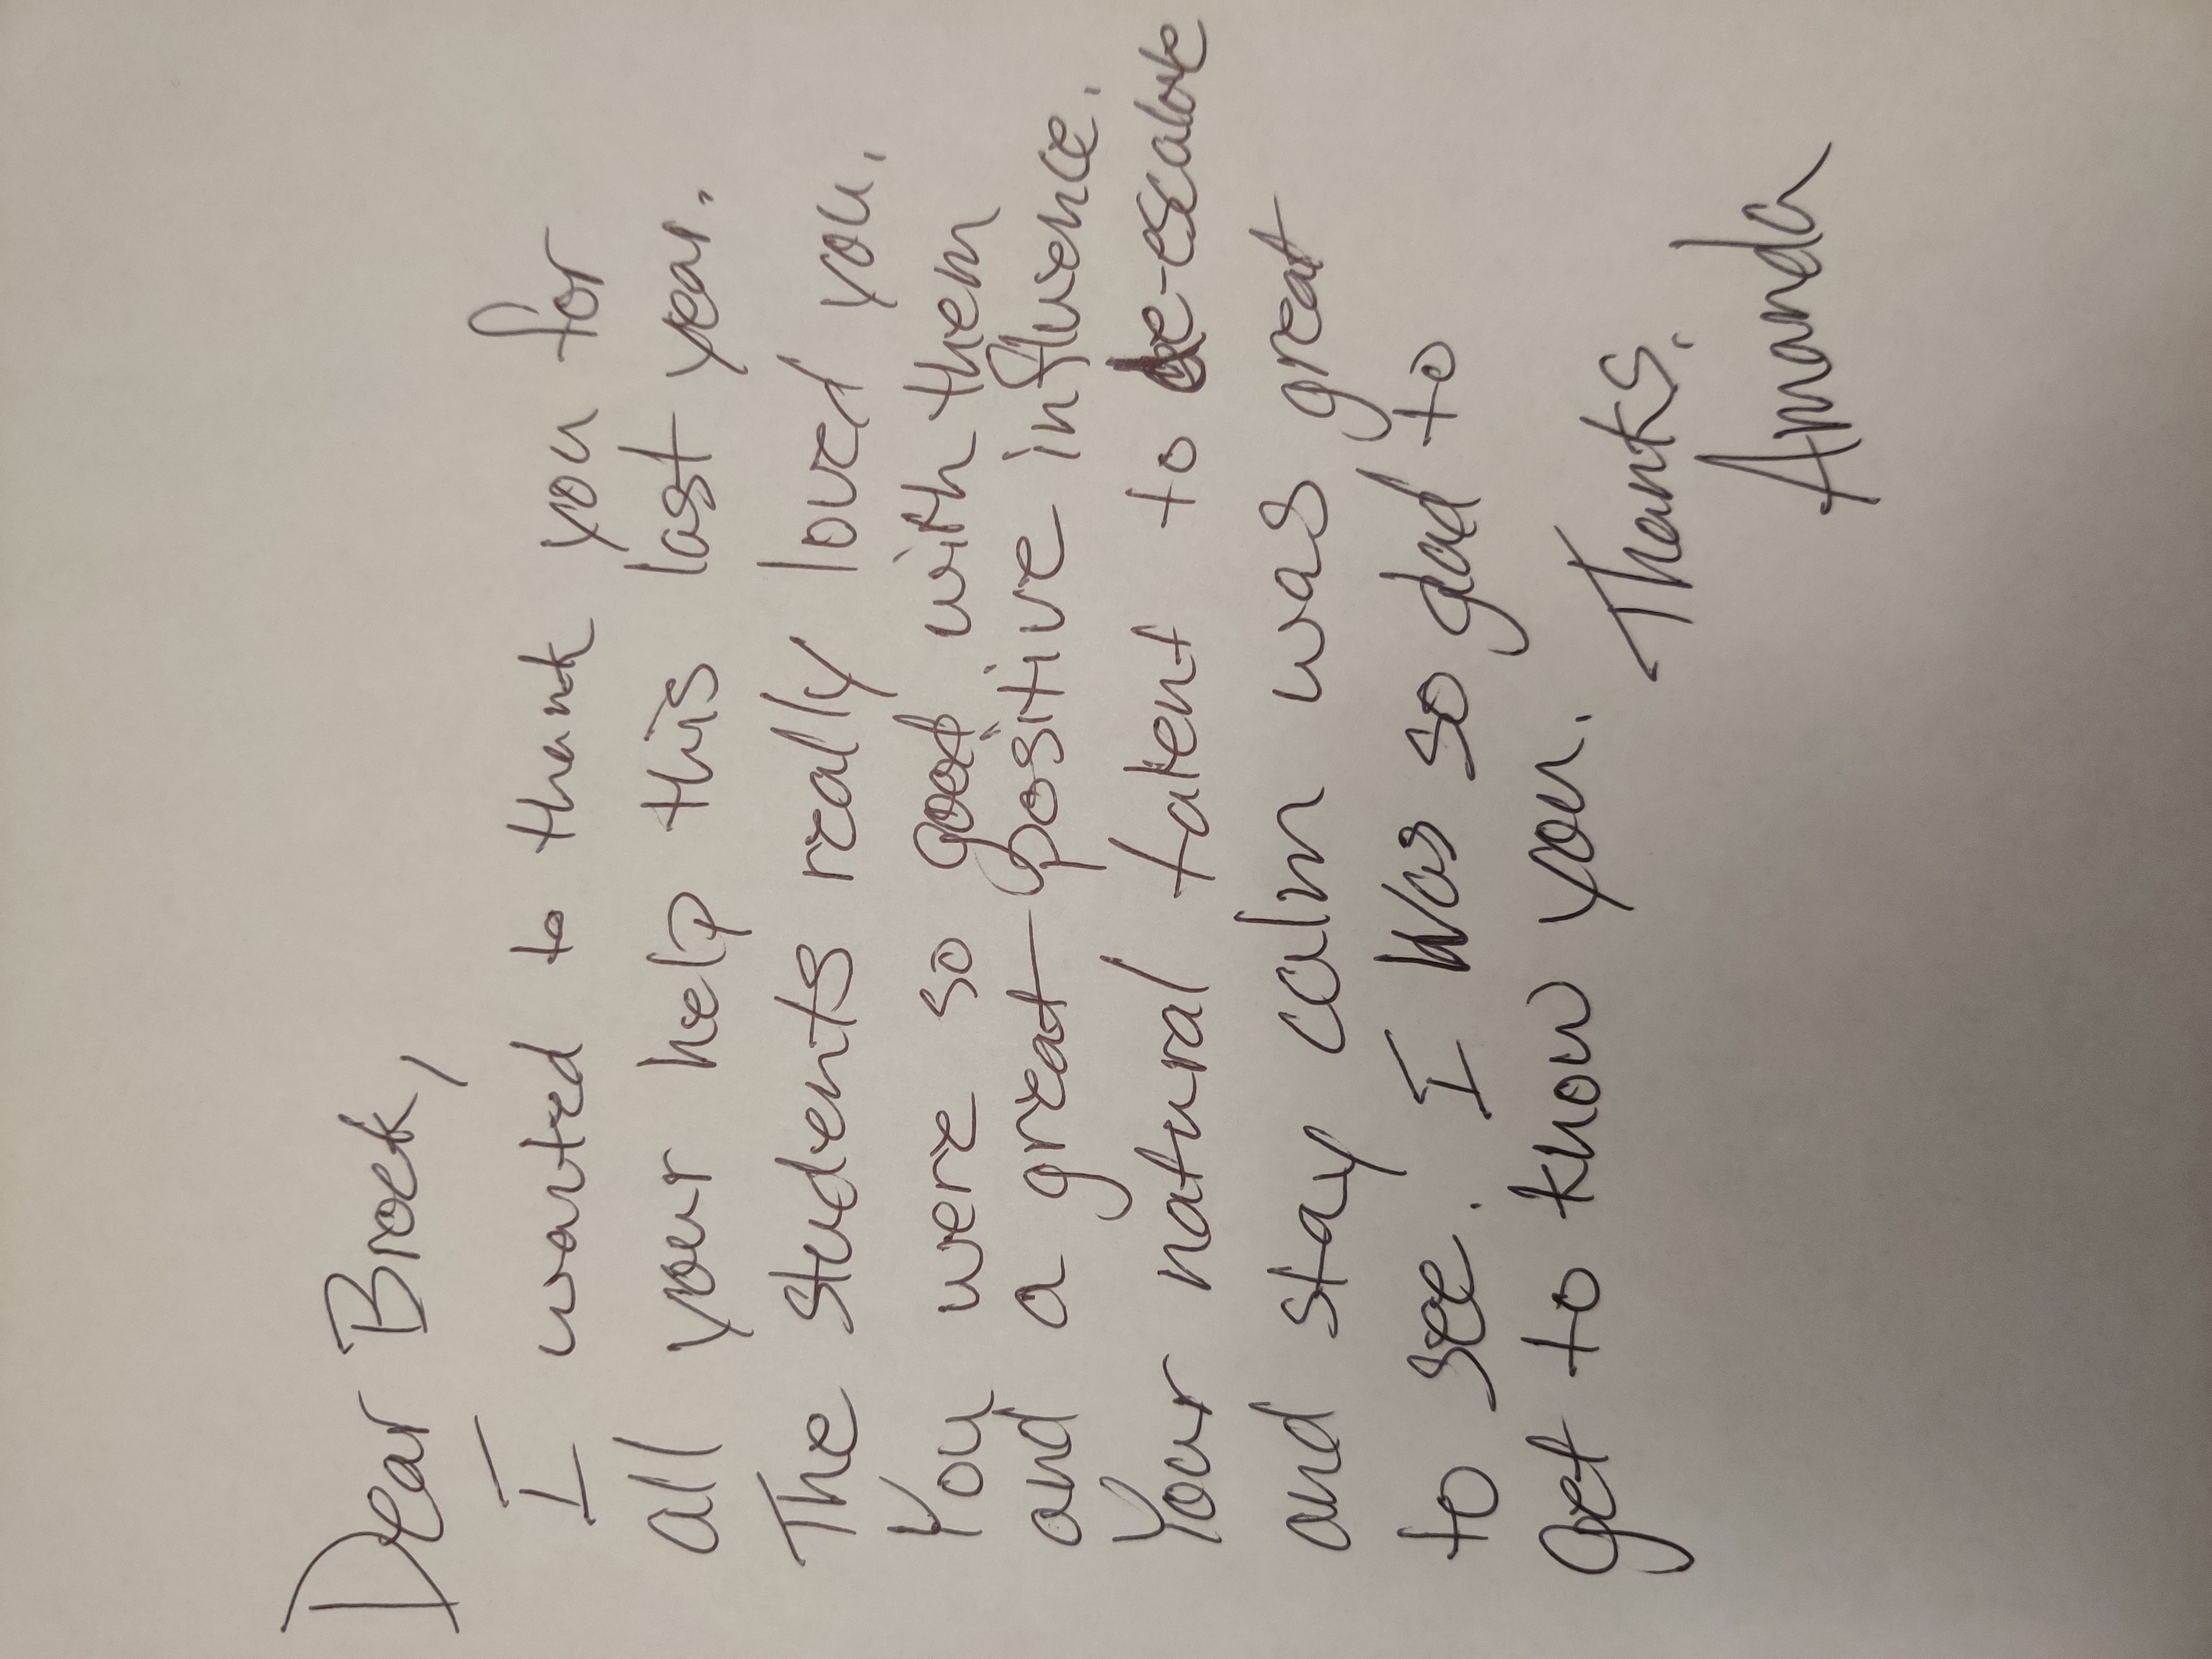 Dear Brock,
I wanted to thank you for
all your help this last year.
The students really loved you.
You were so good with them
and a great positive influence.
Your natural talent to de-escalate
and stay calm was great
to see. I was so glad to
get to know you.
Thanks,
Amanda